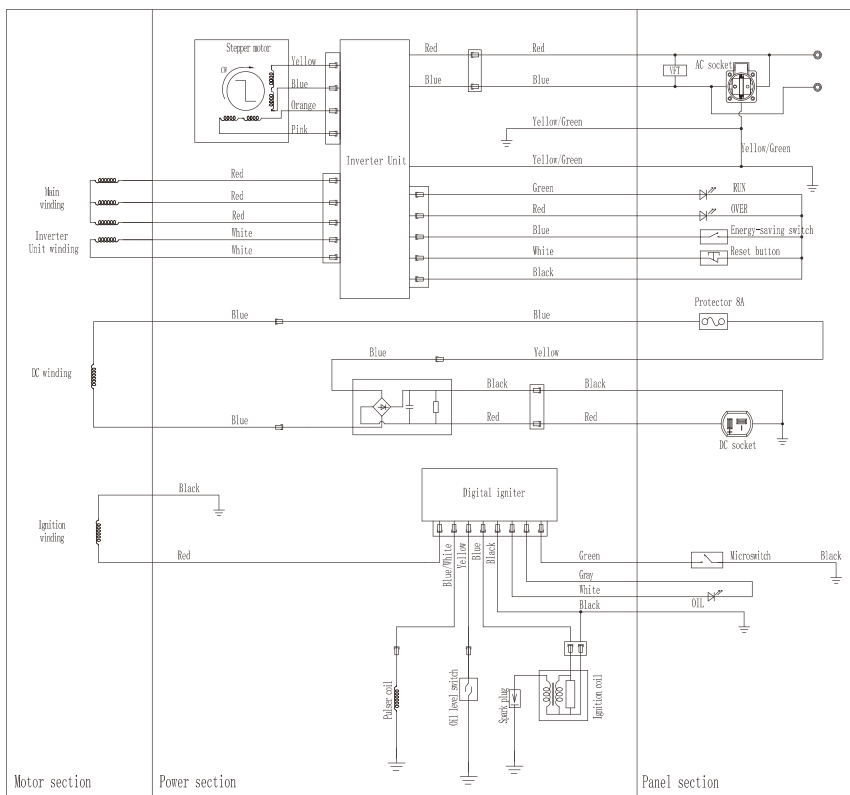 Stepper motor
CW
Yellow
Blue
Orange
Pink
Inverter Unit
Red
Red
Blue
Blue
VFT
AC socket
Yellow/Green
Yellow/Green
Yellow/Green
Main
winding
Red
Red
Red
Inverter
Unit winding
White
White
Green
RUN
Red
OVER
Blue
Energy-saving switch
White
Reset button
Black
Protector 8A
Blue
Blue
Blue
Yellow
DC winding
Black
Black
Blue
Red
Red
DC socket
Digital igniter
Black
Ignition
winding
Red
Blue/White
Yellow
Blue
Black
Green
Microswitch
Black
Gray
White
OIL
Black
Pulser coil
Oil level switch
Spark plug
Ignition coil
Motor section
Power section
Panel section